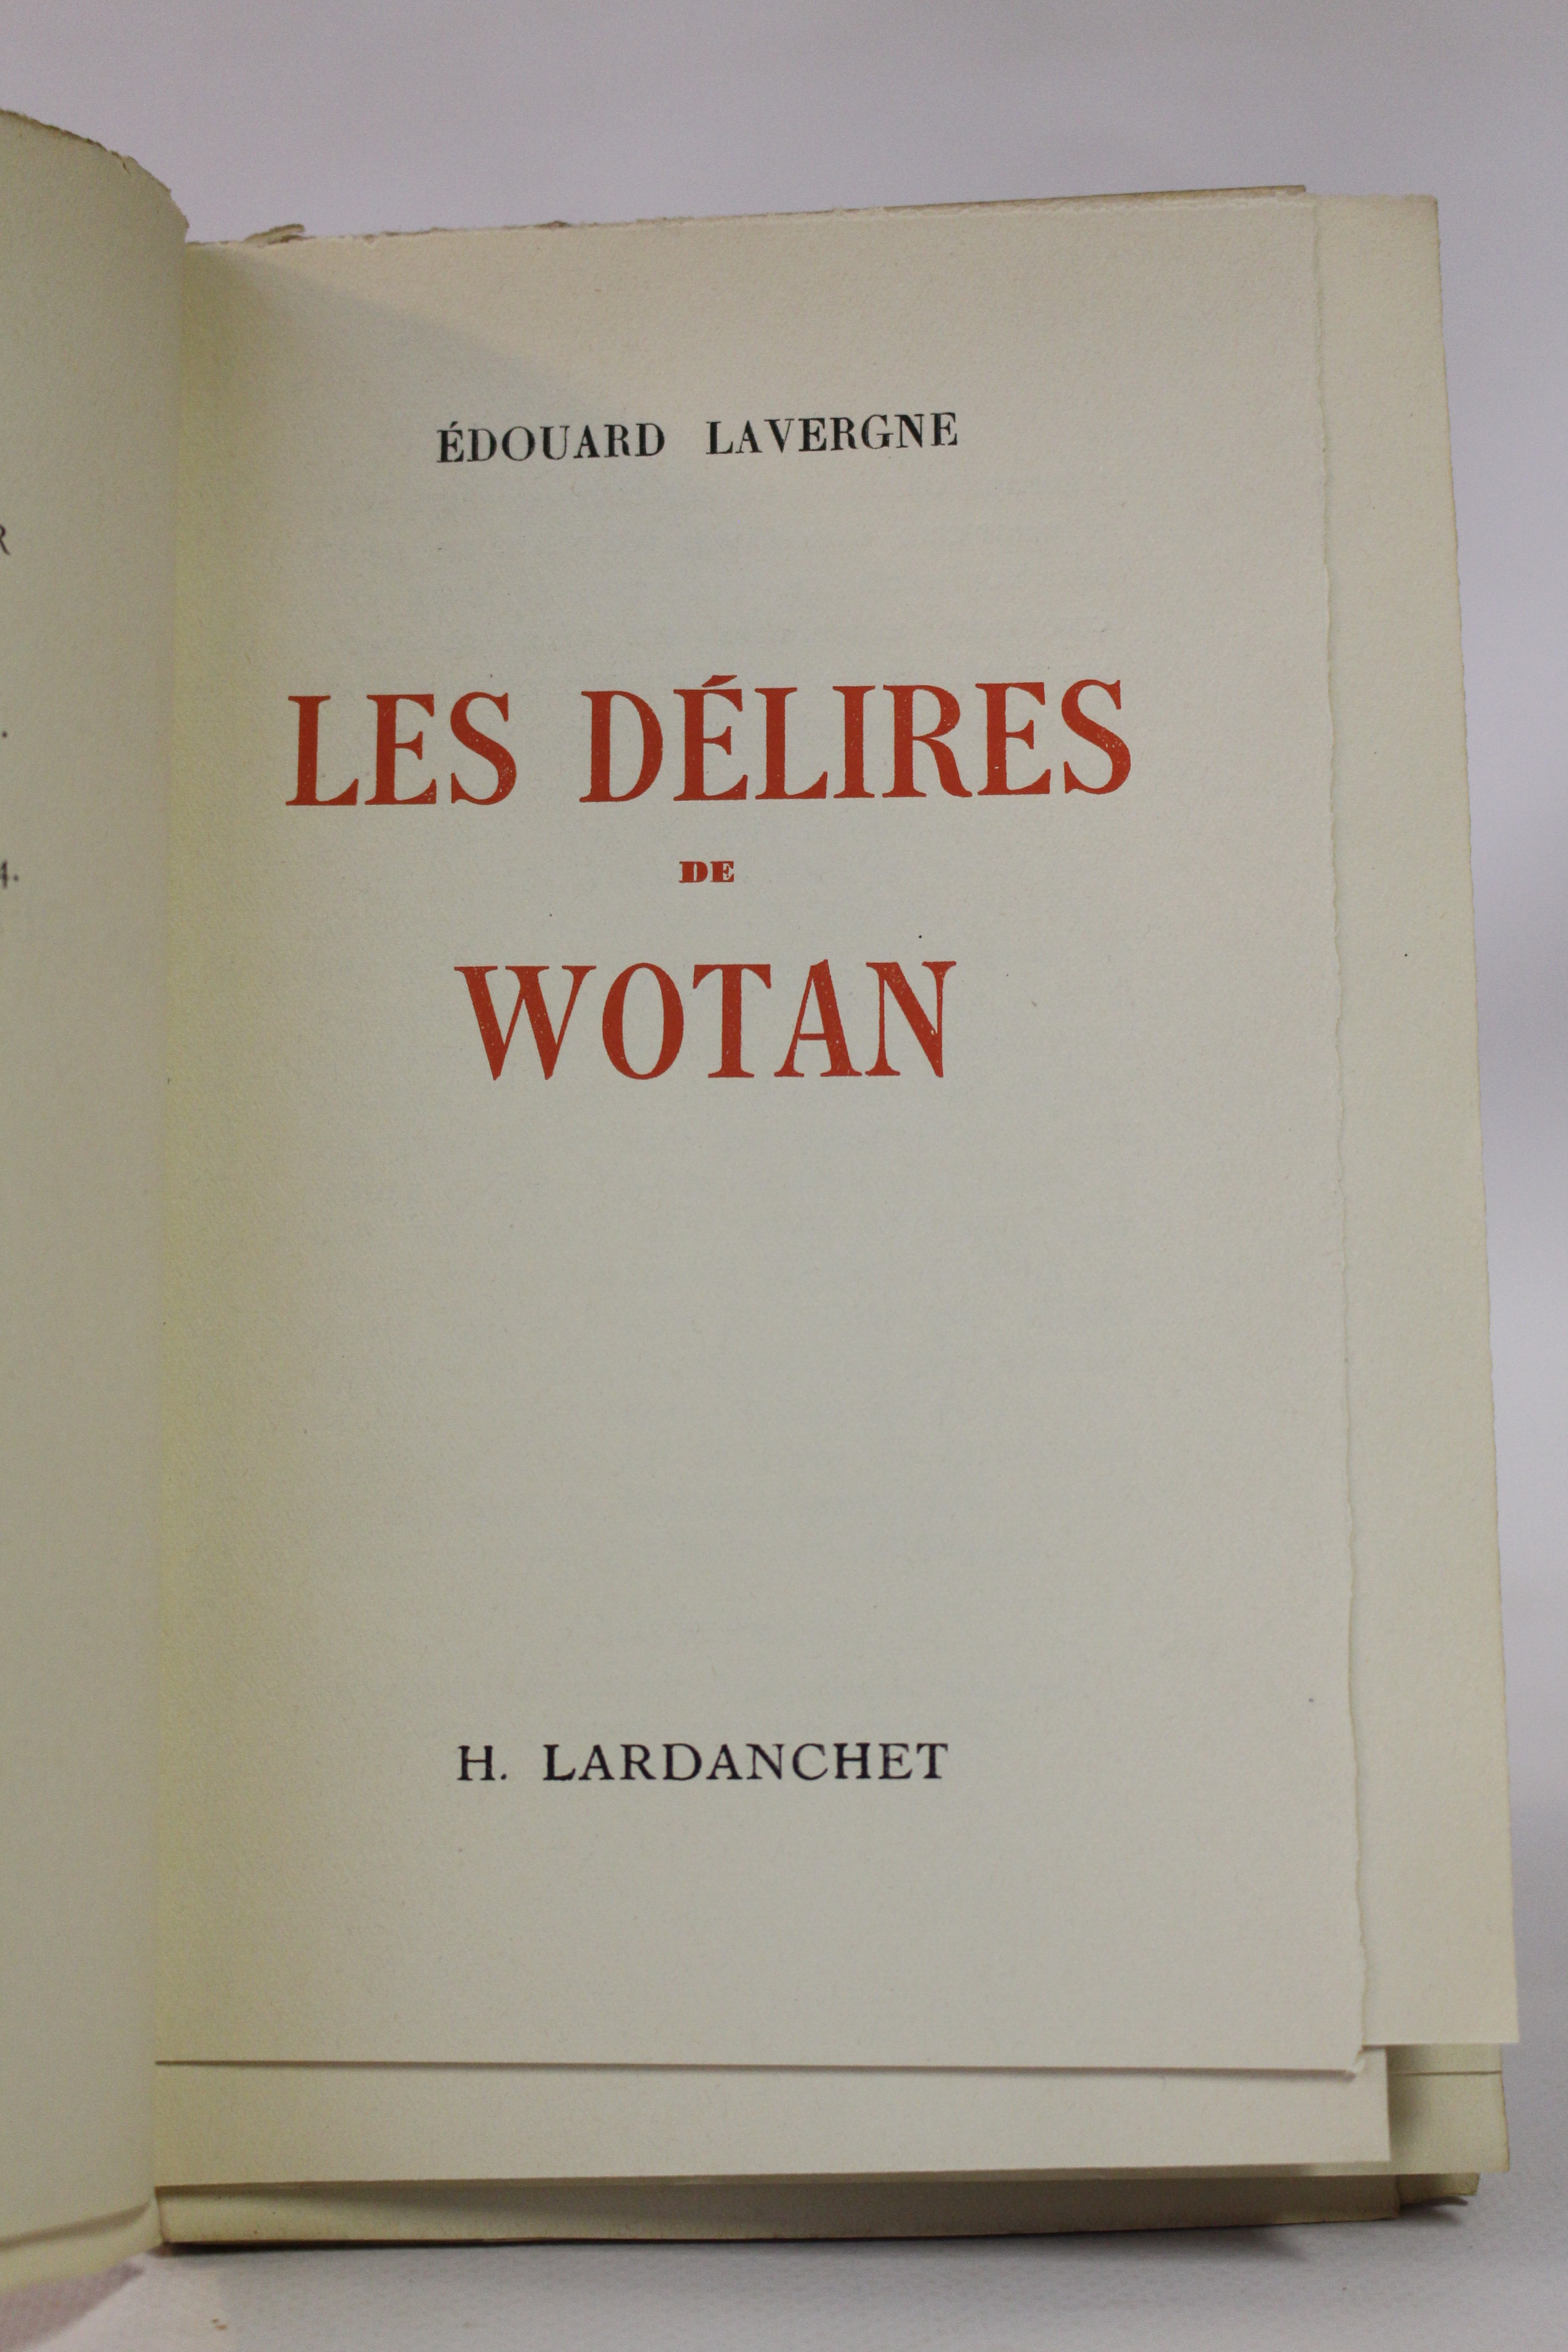 ÉDOUARD LAVERGNE
LES DÉLIRES
DE
WOTAN
H. LARDANCHET